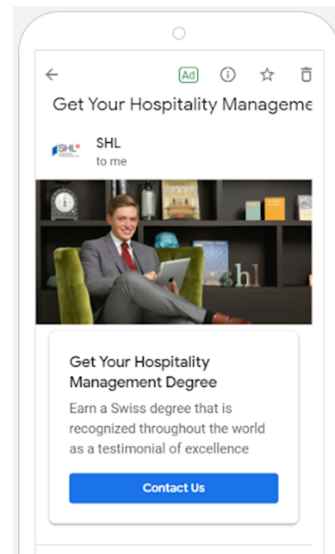 Ad
Get Your Hospitality Manageme
SHL
SHL
to me
shl
Get Your Hospitality
Management Degree
Earn a Swiss degree that is
recognized throughout the world
as a testimonial of excellence
Contact Us